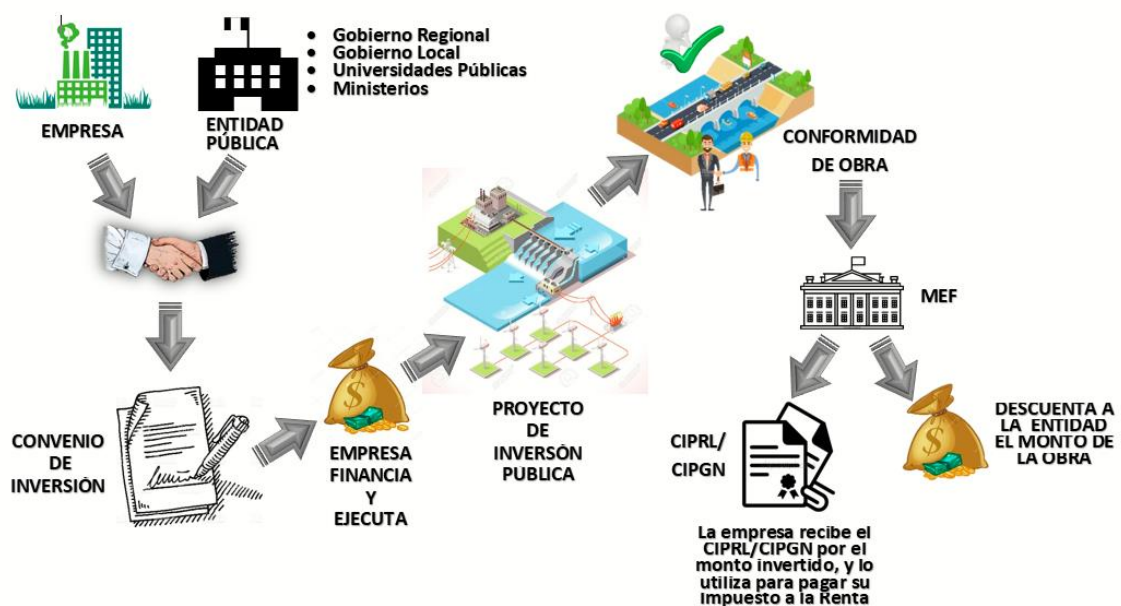 EMPRESA
ENTIDAD
PÚBLICA
• Gobierno Regional
• Gobierno Local
• Universidades Públicas
• Ministerios
CONVENIO
DE
INVERSIÓN
EMPRESA
FINANCIA
Y
EJECUTA
PROYECTO
DE
INVERSÓN
PUBLICA
CONFORMIDAD
DE OBRA
MEF
CIPRL/
CIPGN
La empresa recibe el
CIPRL/CIPGN por el
monto invertido, y lo
utiliza para pagar su
Impuesto a la Renta
DESCUENTA A
LA ENTIDAD
EL MONTO DE
LA OBRA